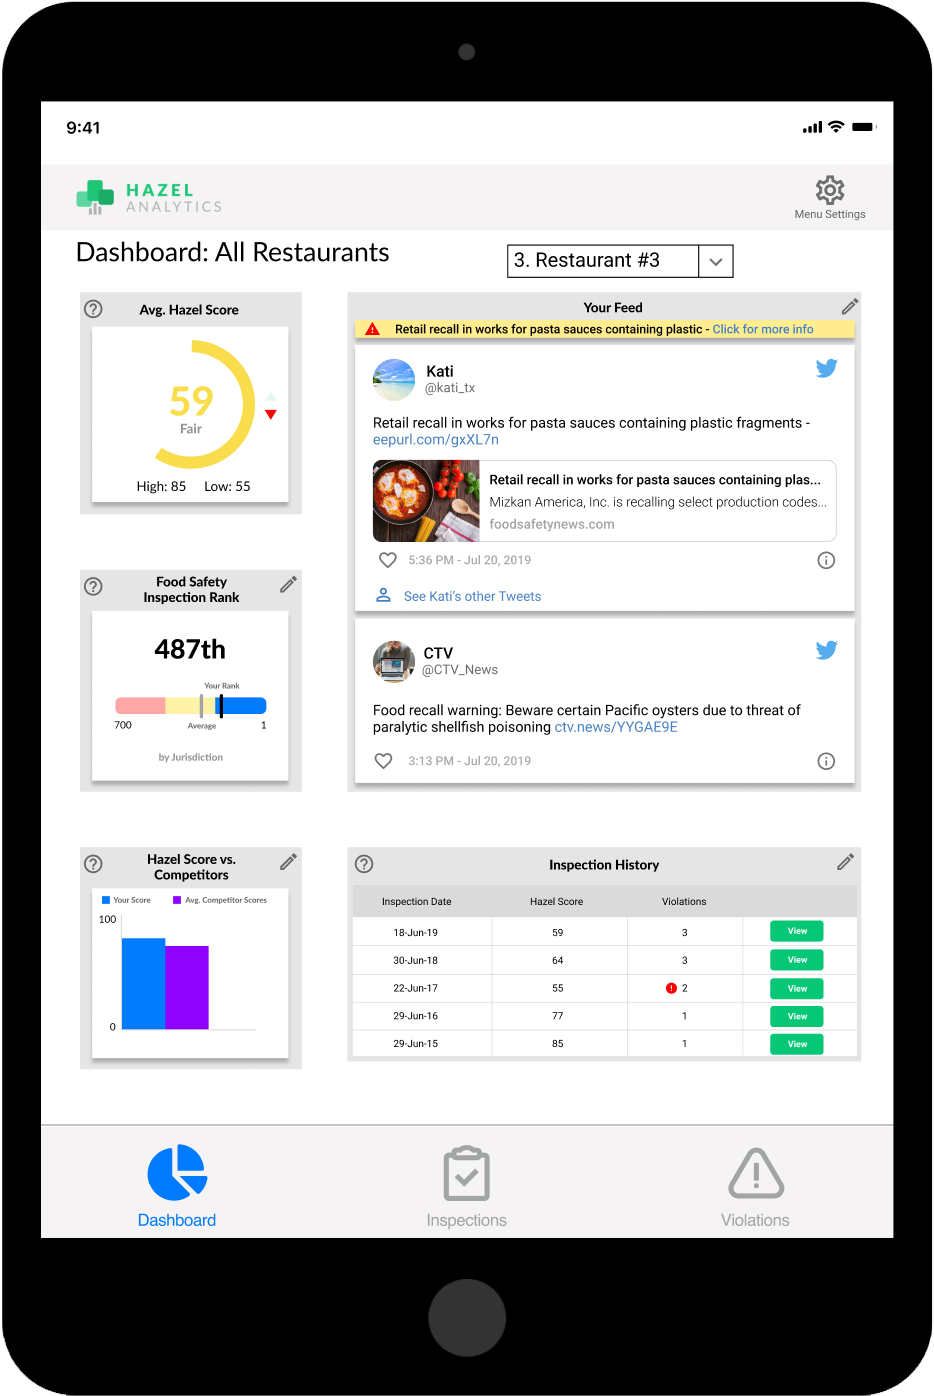 9:41
HAZEL
ANALYTICS
Menu Settings
Dashboard: All Restaurants
3. Restaurant #3
Avg. Hazel Score
59
Fair
High: 85 Low: 55
Your Feed
Retail recall in works for pasta sauces containing plastic - Click for more info
Kati
@kati_tx
Retail recall in works for pasta sauces containing plastic fragments -
eepurl.com/gxXL7n
Retail recall in works for pasta sauces containing plas...
Mizkan America, Inc. is recalling select production codes...
foodsafetynews.com
5:36 PM - Jul 20, 2019
See Kati's other Tweets
CTV
@CTV_News
Food recall warning: Beware certain Pacific oysters due to threat of
paralytic shellfish poisoning ctv.news/YYGAE9E
3:13 PM - Jul 20, 2019
Food Safety
Inspection Rank
487th
Your Rank
700 Average 1
by Jurisdiction
Hazel Score vs.
Competitors
Your Score Avg. Competitor Scores
100
0
Inspection History
Inspection Date Hazel Score Violations
18-Jun-19 59 3 View
30-Jun-18 64 3 View
22-Jun-17 55 2 View
29-Jun-16 77 1 View
29-Jun-15 85 1 View
Dashboard Inspections Violations